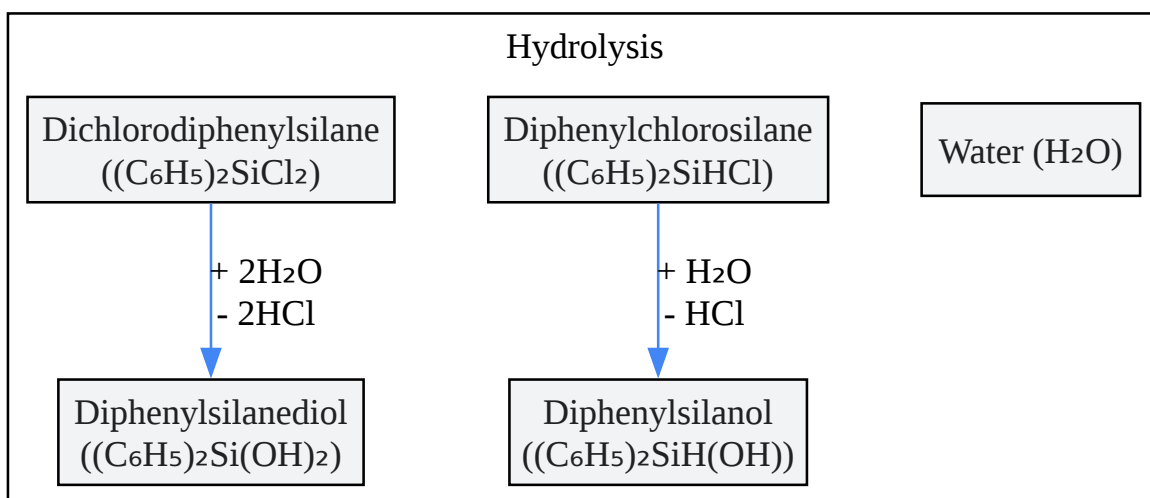 Hydrolysis
Dichlorodiphenylsilane
((C₆H₅)₂SiCl₂)
Diphenylchlorosilane
((C₆H₅)₂SiHCl)
Water (H₂O)
+ 2H₂O
- 2HCl
+ H₂O
- HCl
Diphenylsilanediol
((C₆H₅)₂Si(OH)₂)
Diphenylsilanol
((C₆H₅)₂SiH(OH))